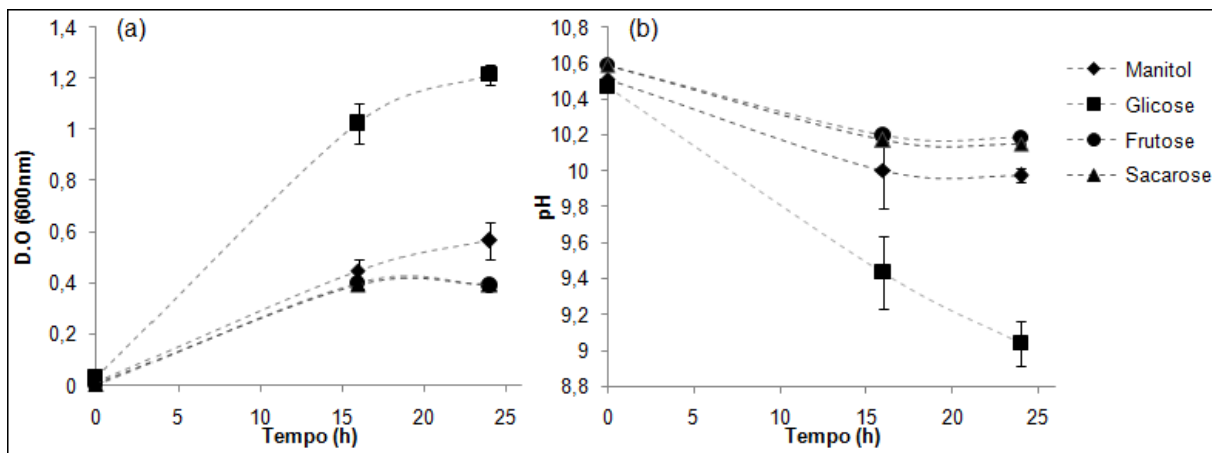 (a)
D.O (600nm)
1,4
1,2
1
0,8
0,6
0,4
0,2
0
0 5 10 15 20 25
Tempo (h)
(b)
pH
10,8
10,6
10,4
10,2
10
9,8
9,6
9,4
9,2
9
8,8
0 5 10 15 20 25
Tempo (h)
Manitol
Glicose
Frutose
Sacarose